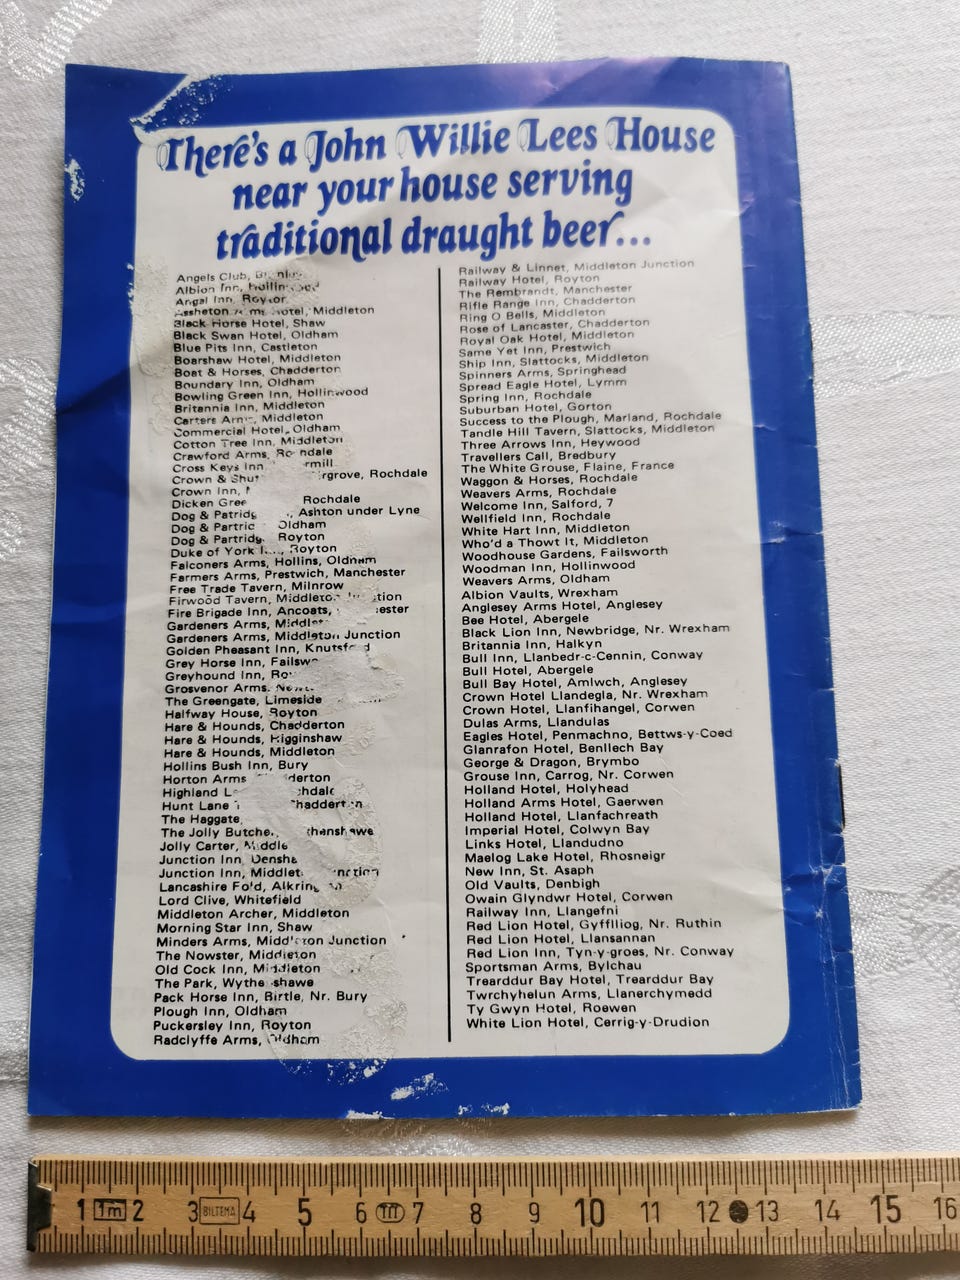 There's a John Willie Lees House
near your house serving
traditional draught beer...
Angels Club,
Albion Inn,
Angel Inn, Royton
Hotel, Middleton
Black Horse Hotel, Shaw
Black Swan Hotel, Oldham
Blue Pits Inn, Castleton
Boarshaw Hotel, Middleton
Boat & Horses, Chadderton
Boundary Inn, Oldham
Bowling Green Inn, Hollinwood
Britannia Inn, Middleton
Carters Arms, Middleton
Commercial Hotel, Oldham
Cotton Tree Inn, Middleton
Crawford Arms, Rochdale
Cross Keys Inn
Crown & Rochdale
Crown Inn,
Dicken Rochdale
Dog & Ashton under Lyne
Dog & Oldham
Dog & Royton
Duke of York Royton
Falconers Arms, Hollins, Oldham
Farmers Arms, Prestwich, Manchester
Free Trade Tavern, Milnrow
Firwood Tavern, Middleton Junction
Fire Brigade Inn, Ancoats,
Gardeners Arms,
Gardeners Arms, Middleton Junction
Golden Pheasant Inn, Knutsford
Grey Horse Inn,
Greyhound Inn,
Grosvenor Arms,
The Greengate, Limeside
Halfway House, Royton
Hare & Hounds, Chadderton
Hare & Hounds, Higginshaw
Hare & Hounds, Middleton
Hollins Bush Inn, Bury
Horton Arms
Highland
Hunt Lane Chadderton
The Haggate,
The Jolly
Jolly Carter,
Junction Inn,
Junction Inn, Junction
Lancashire Fold,
Lord Clive, Whitefield
Middleton Archer, Middleton
Morning Star Inn, Shaw
Minders Arms, Middleton Junction
The Nowster, Middleton
Old Cock Inn, Middleton
The Park, Wythenshawe
Pack Horse Inn, Birtle, Nr. Bury
Plough Inn, Oldham
Puckersley Inn, Royton
Radclyffe Arms, Oldham
Railway & Linnet, Middleton Junction
Railway Hotel, Royton
The Rembrandt, Manchester
Rifle Range Inn, Chadderton
Ring O Bells, Middleton
Rose of Lancaster, Chadderton
Royal Oak Hotel, Middleton
Same Yet Inn, Prestwich
Ship Inn, Slattocks, Middleton
Spinners Arms, Springhead
Spread Eagle Hotel, Lymm
Spring Inn, Rochdale
Suburban Hotel, Gorton
Success to the Plough, Marland, Rochdale
Tandle Hill Tavern, Slattocks, Middleton
Three Arrows Inn, Heywood
Travellers Call, Bredbury
The White Grouse, Flaine, France
Waggon & Horses, Rochdale
Weavers Arms, Rochdale
Welcome Inn, Salford, 7
Wellfield Inn, Rochdale
White Hart Inn, Middleton
Who'd a Thowt It, Middleton
Woodhouse Gardens, Failsworth
Woodman Inn, Hollinwood
Weavers Arms, Oldham
Albion Vaults, Wrexham
Anglesey Arms Hotel, Anglesey
Bee Hotel, Abergele
Black Lion Inn, Newbridge, Nr. Wrexham
Britannia Inn, Halkyn
Bull Inn, Llanbedr-c-Cennin, Conway
Bull Hotel, Abergele
Bull Bay Hotel, Amlwch, Anglesey
Crown Hotel Llandegla, Nr. Wrexham
Crown Hotel, Llanfihangel, Corwen
Dulas Arms, Llandulas
Eagles Hotel, Penmachno, Bettws-y-Coed
Glanrafon Hotel, Benllech Bay
George & Dragon, Brymbo
Grouse Inn, Carrog, Nr. Corwen
Holland Hotel, Holyhead
Holland Arms Hotel, Gaerwen
Holland Hotel, Llanfachreath
Imperial Hotel, Colwyn Bay
Links Hotel, Llandudno
Maelog Lake Hotel, Rhosneigr
New Inn, St. Asaph
Old Vaults, Denbigh
Owain Glyndwr Hotel, Corwen
Railway Inn, Llangefni
Red Lion Hotel, Gyfflliog, Nr. Ruthin
Red Lion Hotel, Llansannan
Red Lion Inn, Tyn-y-groes, Nr. Conway
Sportsman Arms, Bylchau
Trearddur Bay Hotel, Trearddur Bay
Twrchyhelun Arms, Llanerchymedd
Ty Gwyn Hotel, Roewen
White Lion Hotel, Cerrig-y-Drudion
1 1m 2 3 BILTEMA 4 5 6 III 7 8 9 10 11 12 13 14 15 16